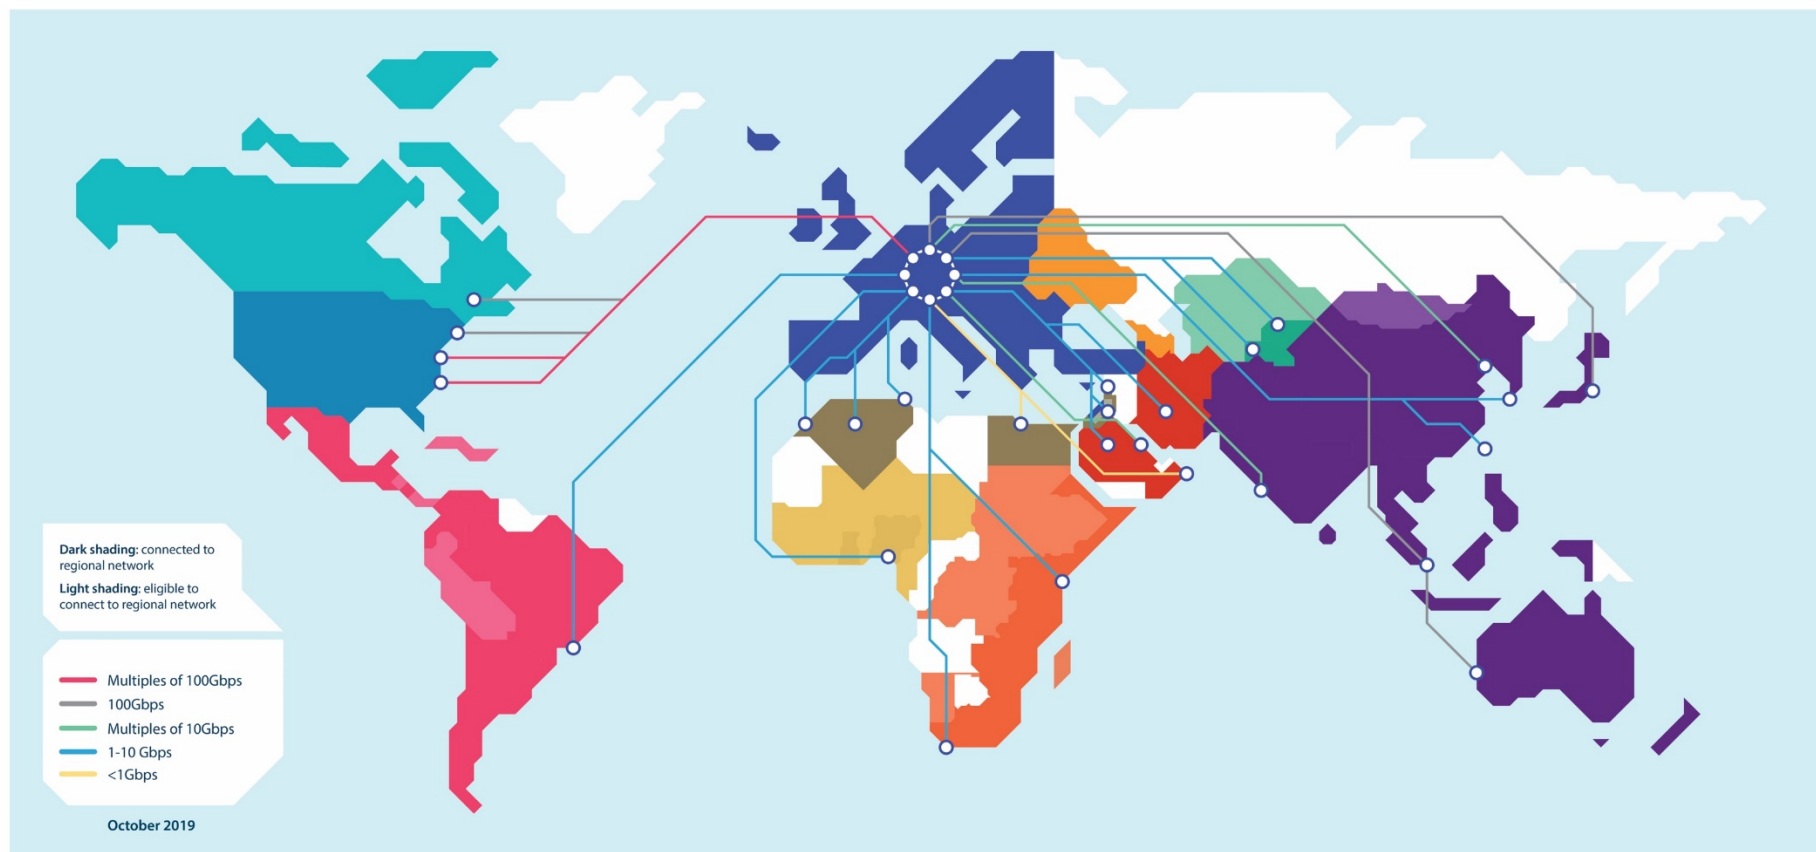 Dark shading: connected to
regional network
Light shading: eligible to
connect to regional network
Multiples of 100Gbps
100Gbps
Multiples of 10Gbps
1-10 Gbps
<1Gbps
October 2019